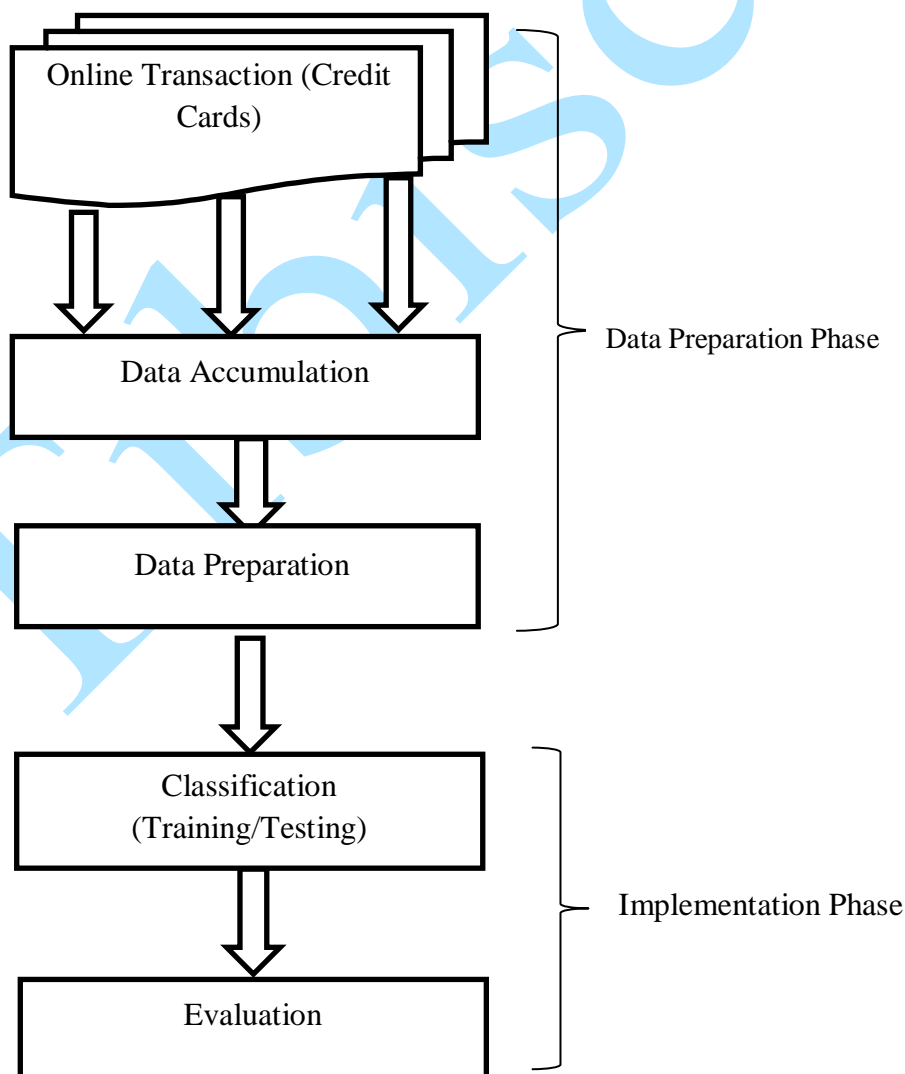 Online Transaction (Credit
Cards)
Data Accumulation
Data Preparation Phase
Data Preparation
Classification
(Training/Testing)
Implementation Phase
Evaluation